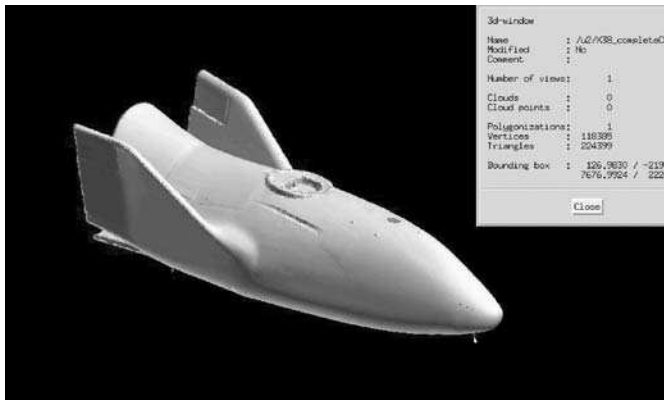 3d-window
Name : /u2/X38_completeC
Modified : No
Comment :
Number of views: 1
Clouds : 0
Cloud points : 0
Polygonizations: 1
Vertices : 118385
Triangles : 224399
Bounding box : 126.9830 / -219
7676.9924 / 222
Close